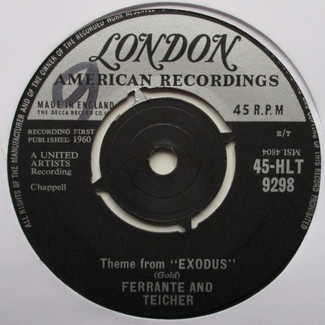 ALL RIGHTS OF THE MANUFACTURER AND OF THE OWNER OF THE RECORDED WORK RESERVED
LONDON
AMERICAN RECORDINGS
MADE IN ENGLAND
THE DECCA RECORD CO
45 R.P.M
RECORDING FIRST
PUBLISHED: 1960
E/T
MSL.4804
A UNITED
ARTISTS
Recording
Chappell
45-HLT
9298
Theme from "EXODUS"
(Gold)
FERRANTE AND
TEICHER